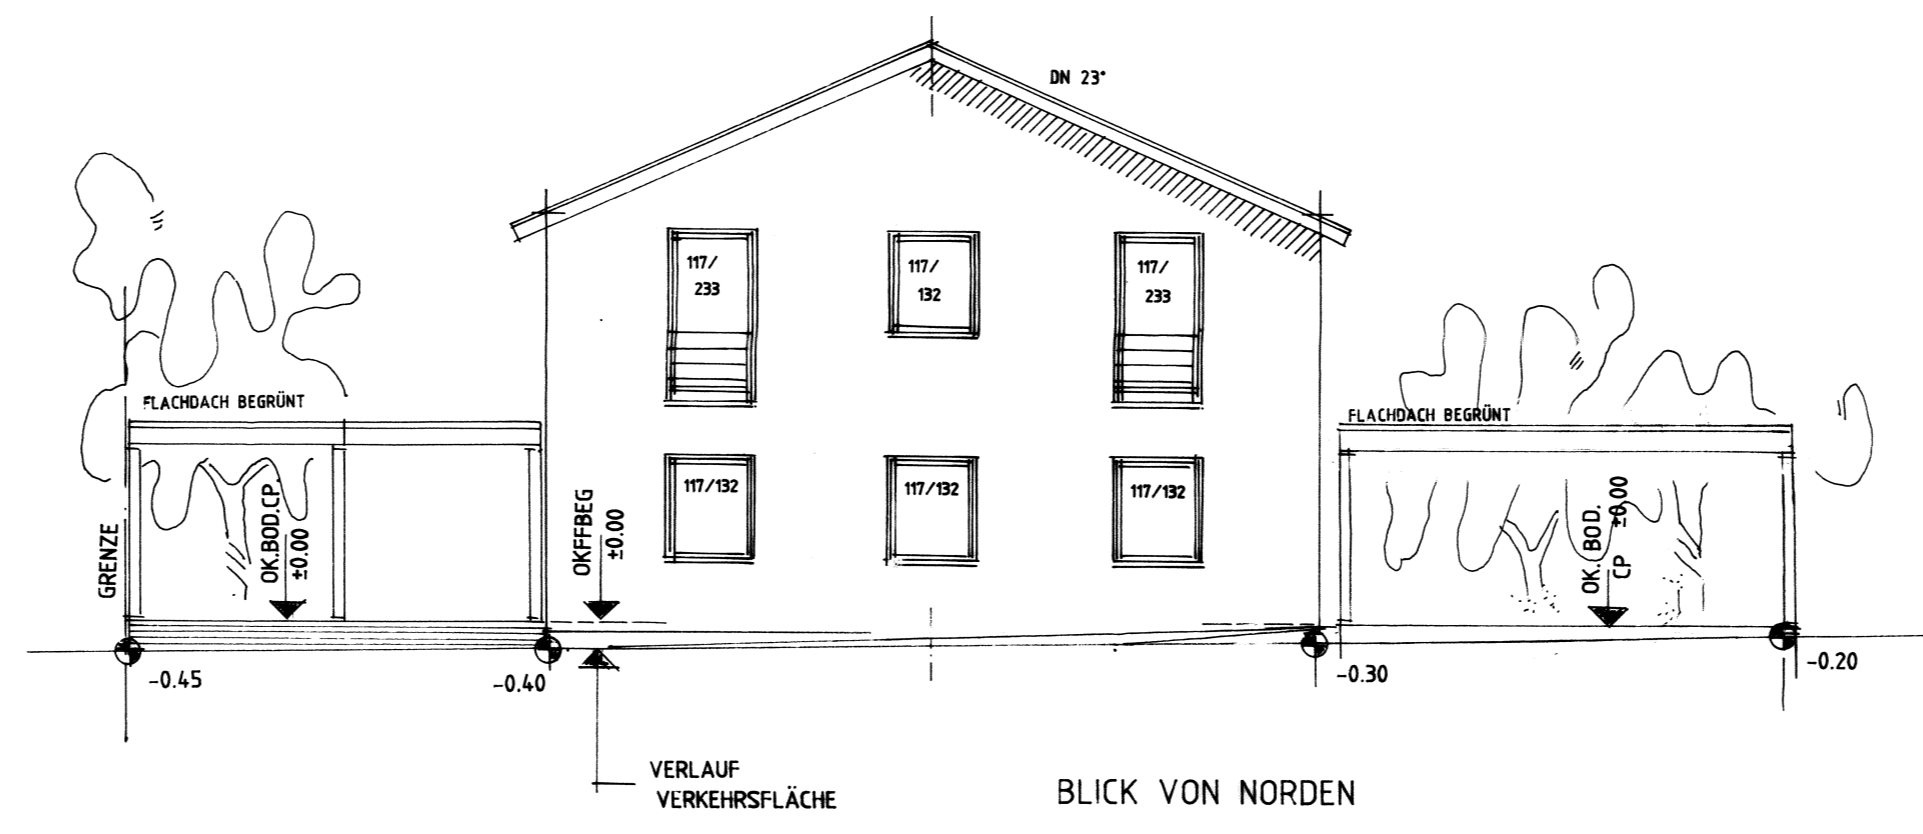 DN 23°
117/
233
117/
132
117/
233
FLACHDACH BEGRÜNT
FLACHDACH BEGRÜNT
117/132
117/132
117/132
GRENZE
OK.BOD.CP.
±0.00
OKFFBEG
±0.00
OK. BOD.
CP ±0.00
-0.45
-0.40
-0.30
-0.20
VERLAUF
VERKEHRSFLÄCHE
BLICK VON NORDEN